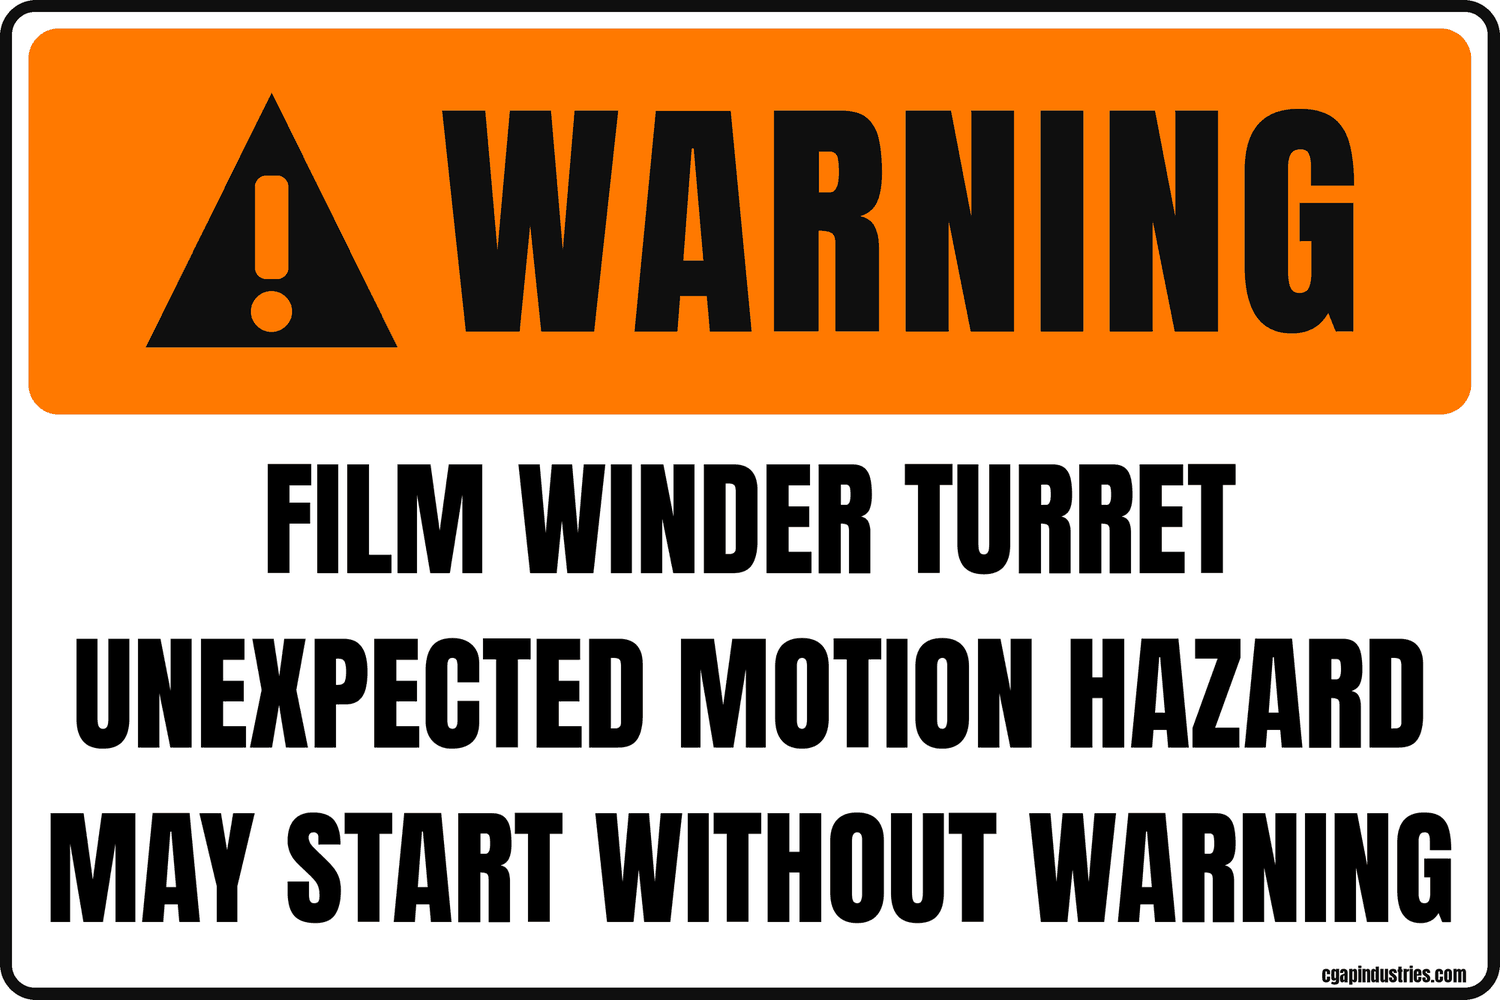 WARNING
FILM WINDER TURRET
UNEXPECTED MOTION HAZARD
MAY START WITHOUT WARNING
cgapindustries.com